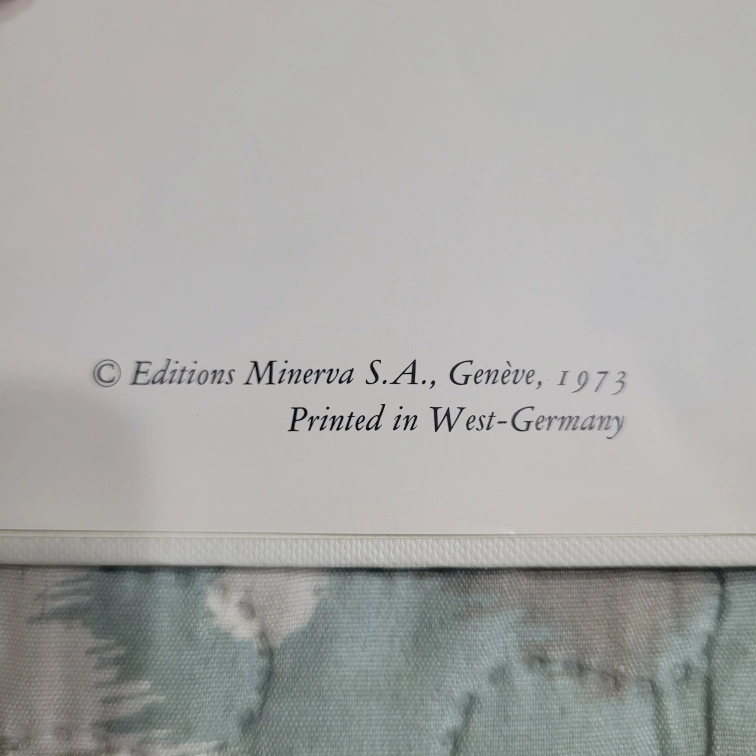 © Editions Minerva S.A., Genève, 1973
Printed in West-Germany